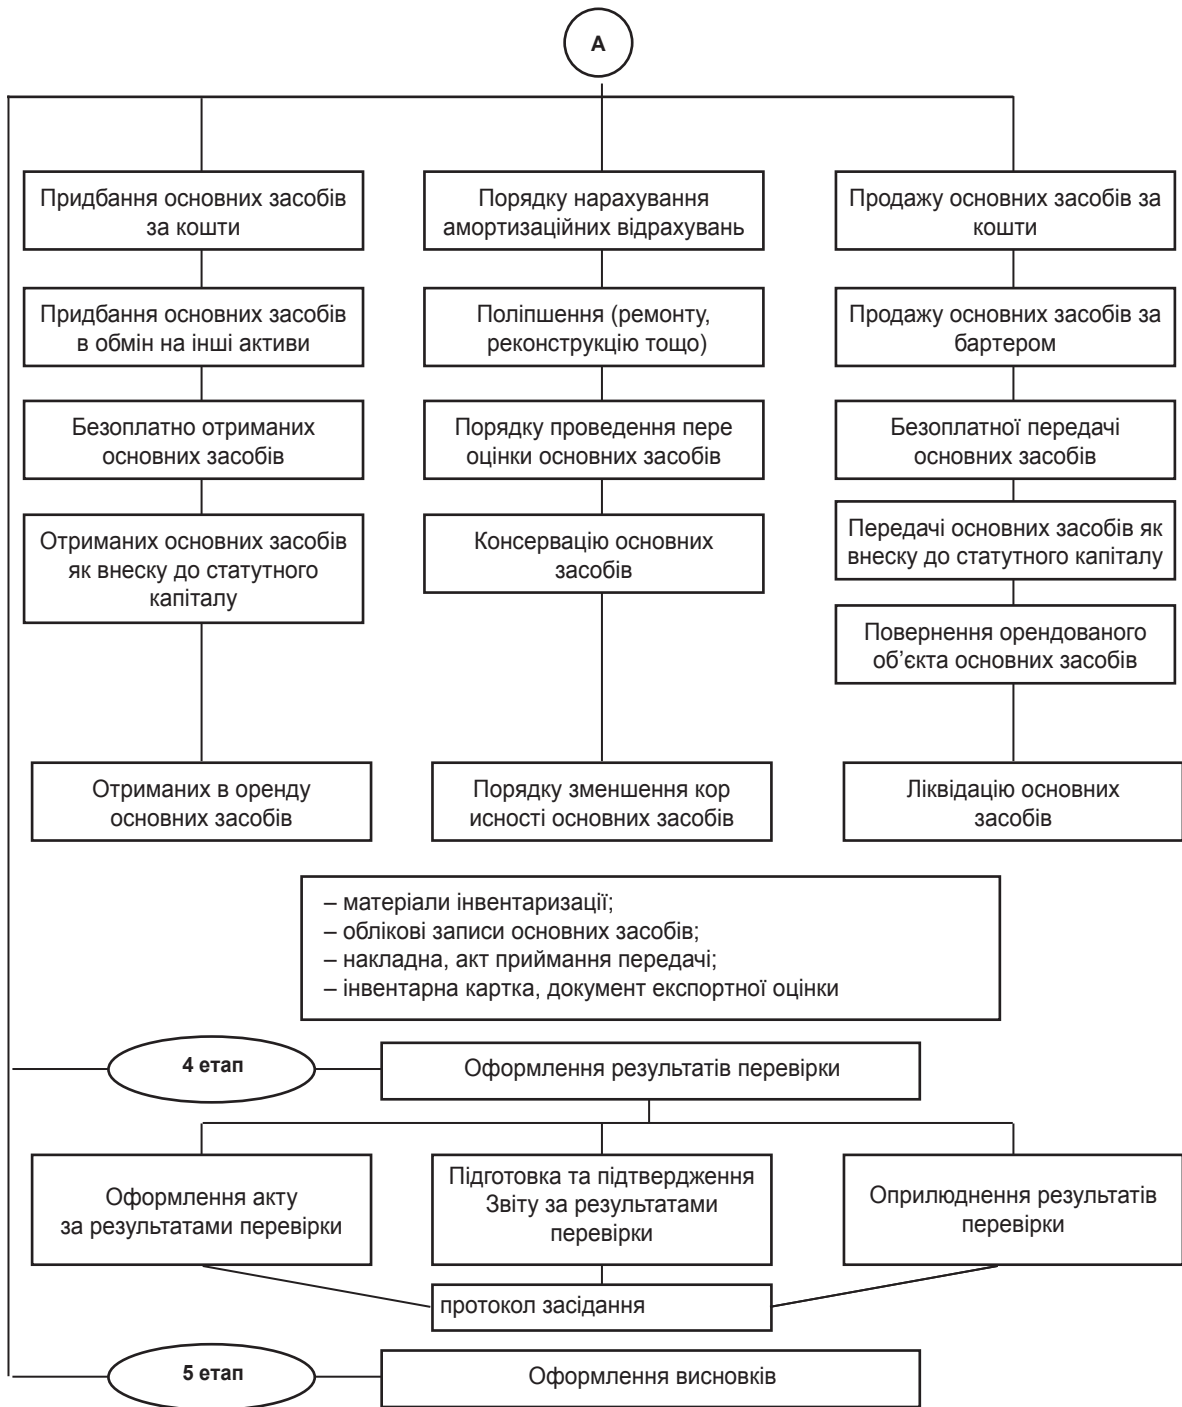 А
Придбання основних засобів
за кошти
Порядку нарахування
амортизаційних відрахувань
Продажу основних засобів за
кошти
Придбання основних засобів
в обмін на інші активи
Поліпшення (ремонту,
реконструкцію тощо)
Продажу основних засобів за
бартером
Безоплатно отриманих
основних засобів
Порядку проведення пере
оцінки основних засобів
Безоплатної передачі
основних засобів
Отриманих основних засобів
як внеску до статутного
капіталу
Консервацію основних
засобів
Передачі основних засобів як
внеску до статутного капіталу
Повернення орендованого
об’єкта основних засобів
Отриманих в оренду
основних засобів
Порядку зменшення кор
исності основних засобів
Ліквідацію основних
засобів
– матеріали інвентаризації;
– облікові записи основних засобів;
– накладна, акт приймання передачі;
– інвентарна картка, документ експортної оцінки
4 етап
Оформлення результатів перевірки
Оформлення акту
за результатами перевірки
Підготовка та підтвердження
Звіту за результатами
перевірки
Оприлюднення результатів
перевірки
протокол засідання
5 етап
Оформлення висновків